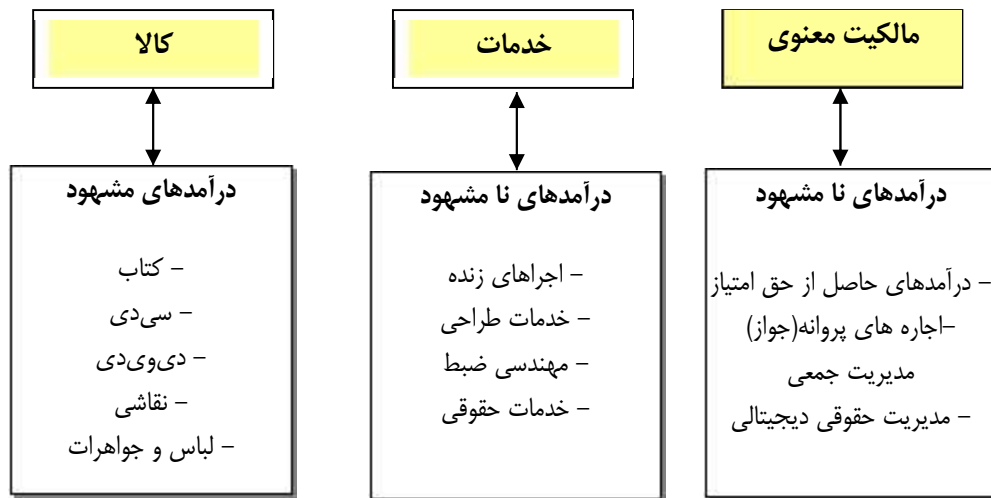 مالکیت معنوی
درآمدهای نا مشهود
– درآمدهای حاصل از حق امتیاز
–اجاره های پروانه(جواز)
مدیریت جمعی
– مدیریت حقوقی دیجیتالی
خدمات
درآمدهای نا مشهود
– اجراهای زنده
– خدمات طراحی
– مهندسی ضبط
– خدمات حقوقی
کالا
درآمدهای مشهود
– کتاب
– سی‌دی
– دی‌وی‌دی
– نقاشی
– لباس و جواهرات